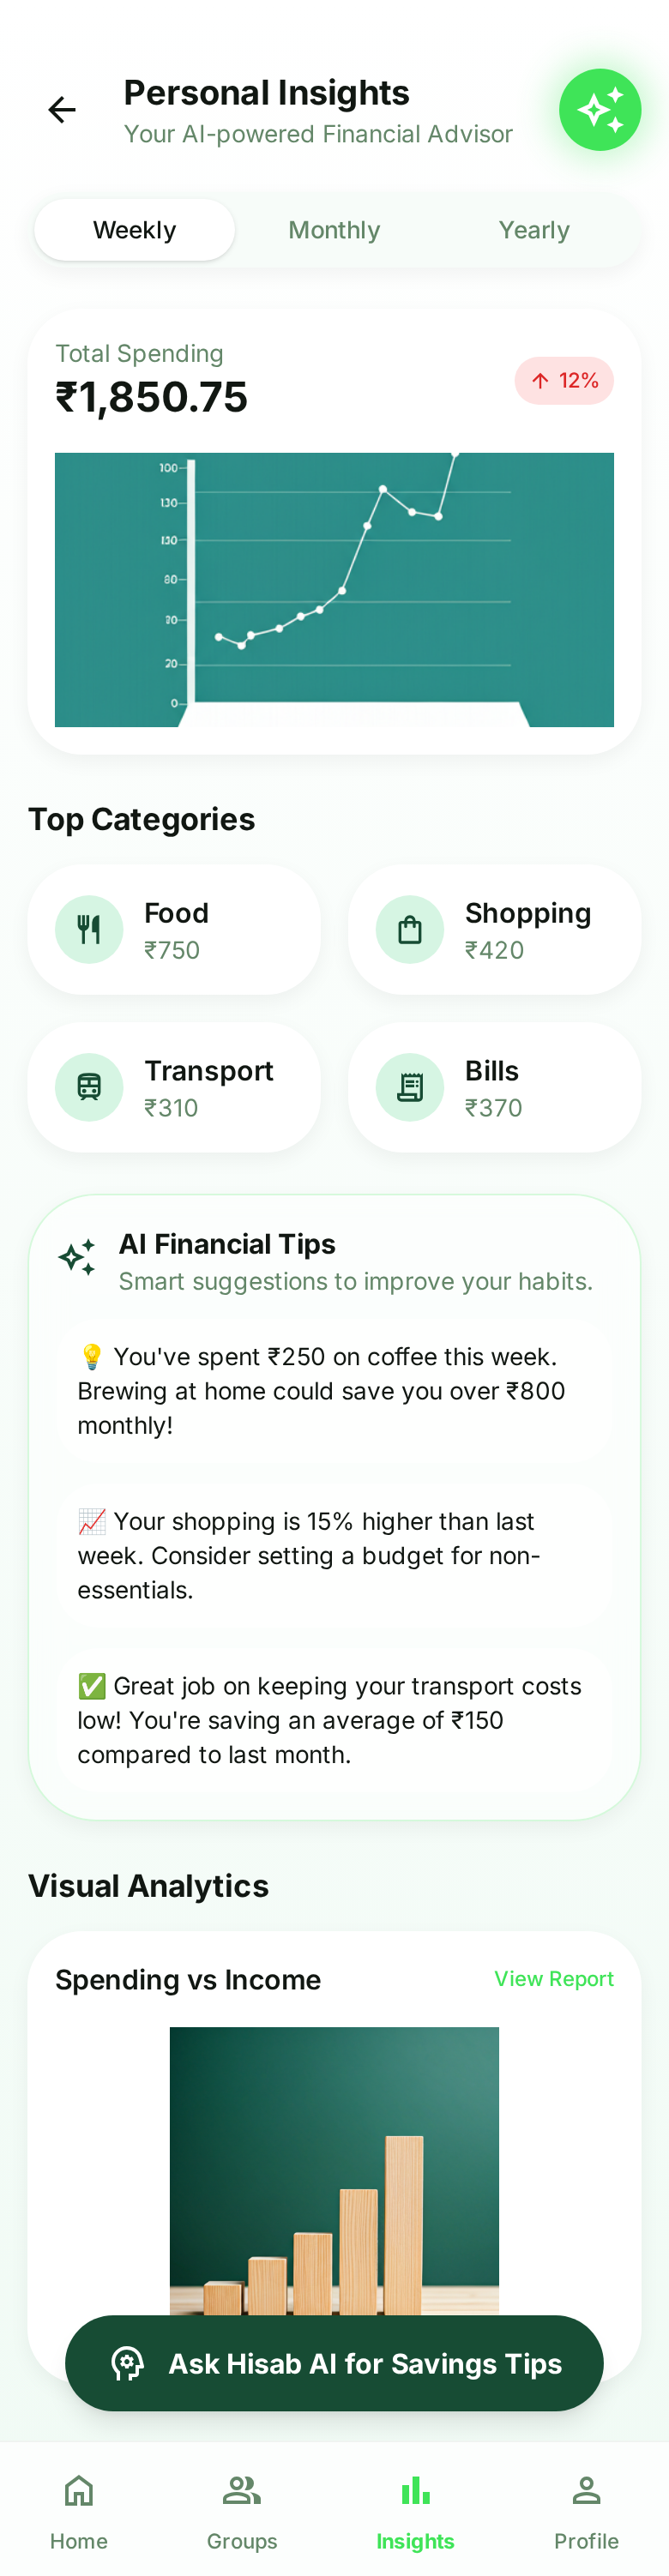 Personal Insights
Your AI-powered Financial Advisor
Weekly
Monthly
Yearly
Total Spending
₹1,850.75
↑ 12%
100
130
80
20
0
Top Categories
Food
₹750
Shopping
₹420
Transport
₹310
Bills
₹370
AI Financial Tips
Smart suggestions to improve your habits.
💡 You've spent ₹250 on coffee this week.
Brewing at home could save you over ₹800
monthly!
📈 Your shopping is 15% higher than last
week. Consider setting a budget for non-
essentials.
✅ Great job on keeping your transport costs
low! You're saving an average of ₹150
compared to last month.
Visual Analytics
Spending vs Income
View Report
Ask Hisab AI for Savings Tips
Home
Groups
Insights
Profile